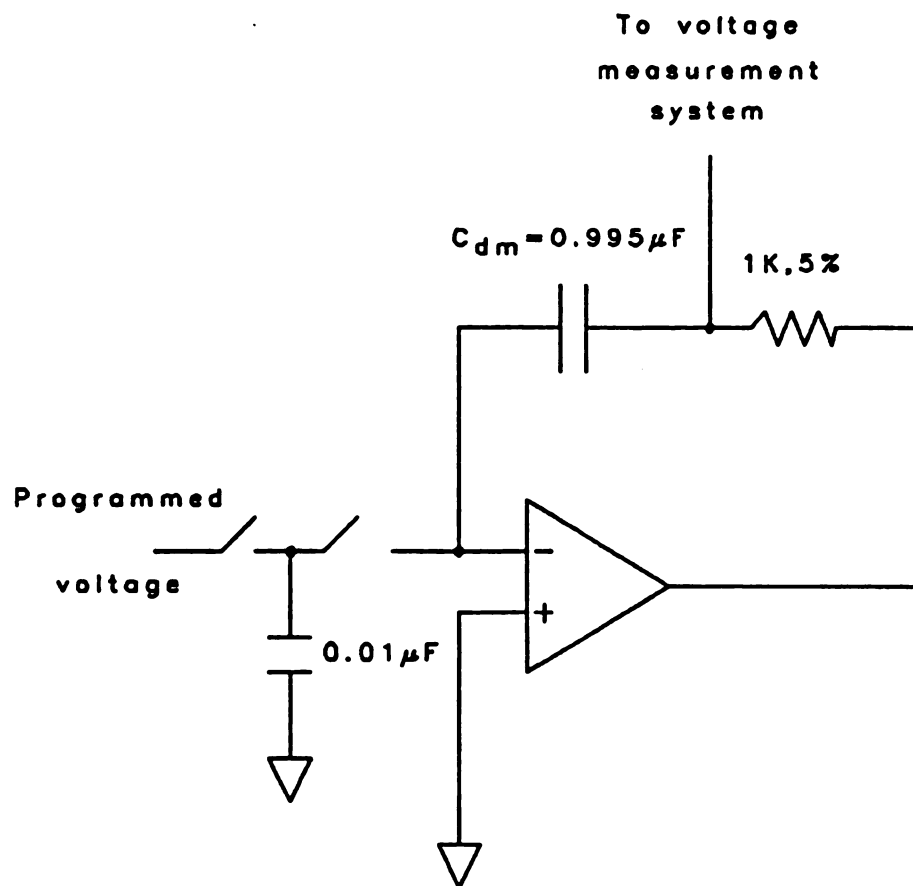 To voltage
measurement
system
C_dm=0.995μF
1K,5%
Programmed
voltage
-
+
0.01μF